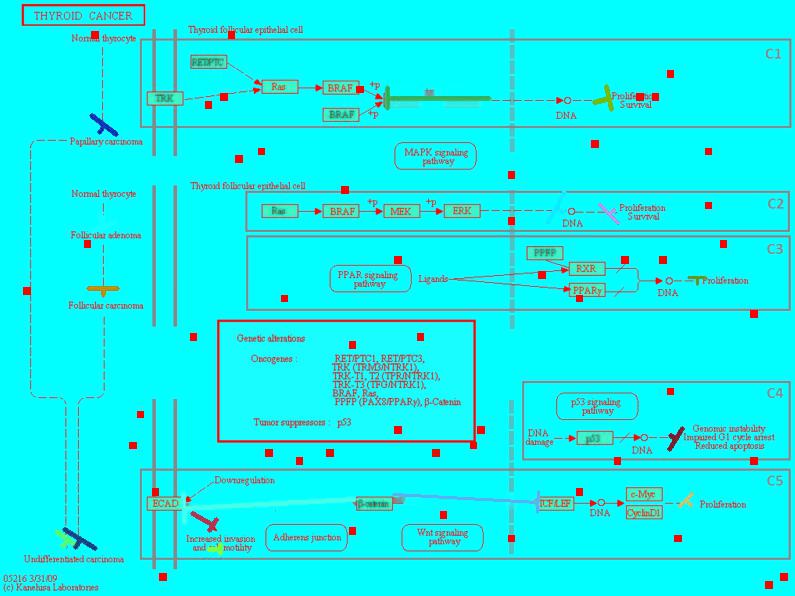 THYROID CANCER
Normal thyrocyte
Thyroid follicular epithelial cell
C1
RET/PTC
TRK
Ras
BRAF
+p
BRAF
+p
DNA
Proliferation
Survival
Papillary carcinoma
MAPK signaling
pathway
Normal thyrocyte
Thyroid follicular epithelial cell
C2
Ras
BRAF
+p
MEK
+p
ERK
DNA
Proliferation
Survival
Follicular adenoma
C3
PPFP
PPAR signaling
pathway
Ligands
RXR
PPARγ
DNA
Proliferation
Follicular carcinoma
Genetic alterations
Oncogenes :
RET/PTC1, RET/PTC3,
TRK (TRM3/NTRK1),
TRK-T1, T2 (TPR/NTRK1),
TRK-T3 (TFG/NTRK1),
BRAF, Ras,
PPFP (PAX8/PPARγ), β-Catenin
Tumor suppressors : p53
C4
p53 signaling
pathway
DNA
damage
p53
DNA
Genomic instability
Impaired G1 cycle arrest
Reduced apoptosis
C5
Downregulation
ECAD
β-catenin
TCF/LEF
DNA
c-Myc
CyclinD1
Proliferation
Increased invasion
and motility
Adherens junction
Wnt signaling
pathway
Undifferentiated carcinoma
05216 3/31/09
(c) Kanehisa Laboratories